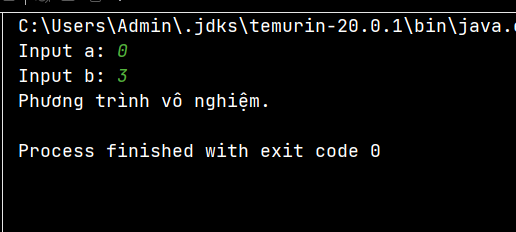 C:\Users\Admin\.jdks\temurin-20.0.1\bin\java.
Input a: 0
Input b: 3
Phương trình vô nghiệm.
Process finished with exit code 0